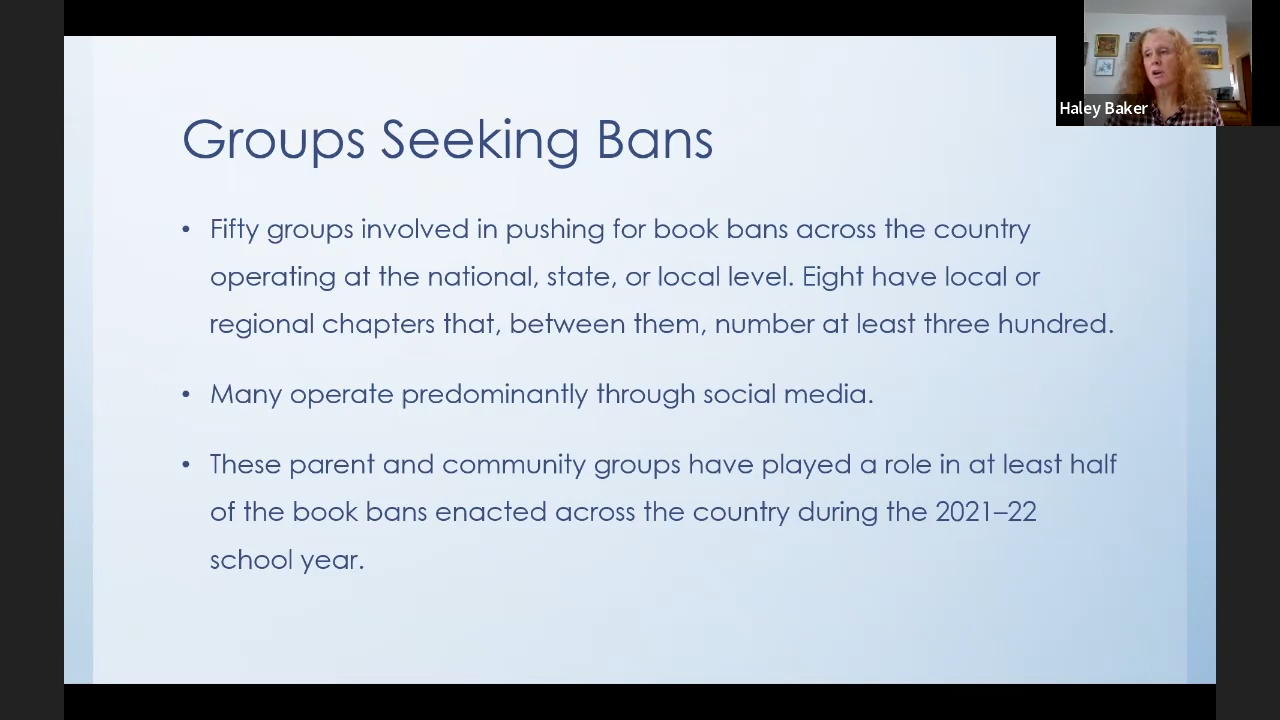 Groups Seeking Bans
Haley Baker
• Fifty groups involved in pushing for book bans across the country
operating at the national, state, or local level. Eight have local or
regional chapters that, between them, number at least three hundred.
• Many operate predominantly through social media.
• These parent and community groups have played a role in at least half
of the book bans enacted across the country during the 2021–22
school year.